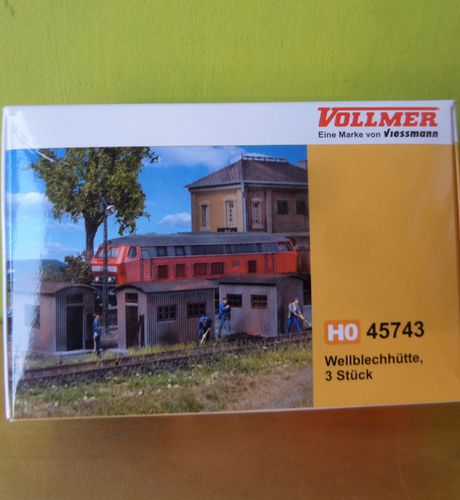 VOLLMER
Eine Marke von Viessmann
H0 45743
Wellblechhütte,
3 Stück